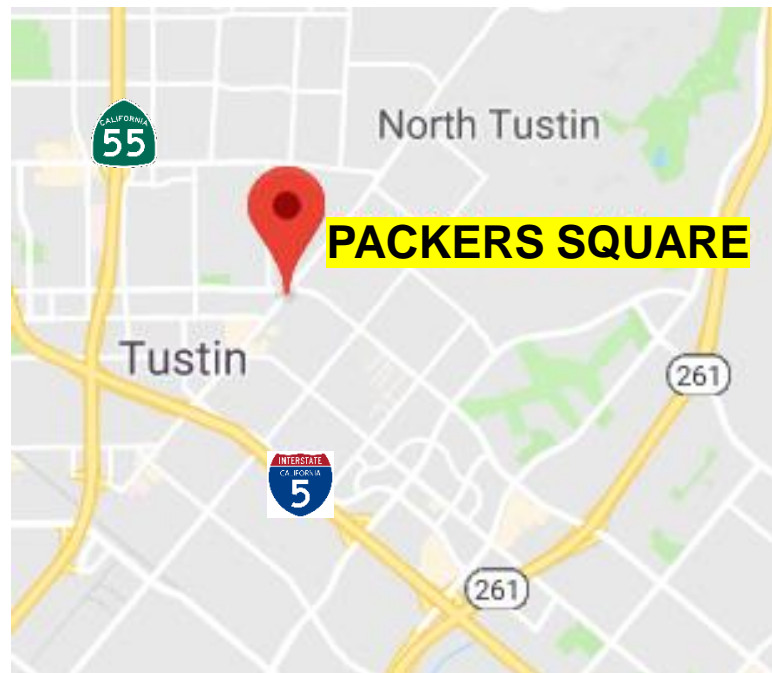 CALIFORNIA
55
North Tustin
PACKERS SQUARE
Tustin
261
INTERSTATE
CALIFORNIA
5
261